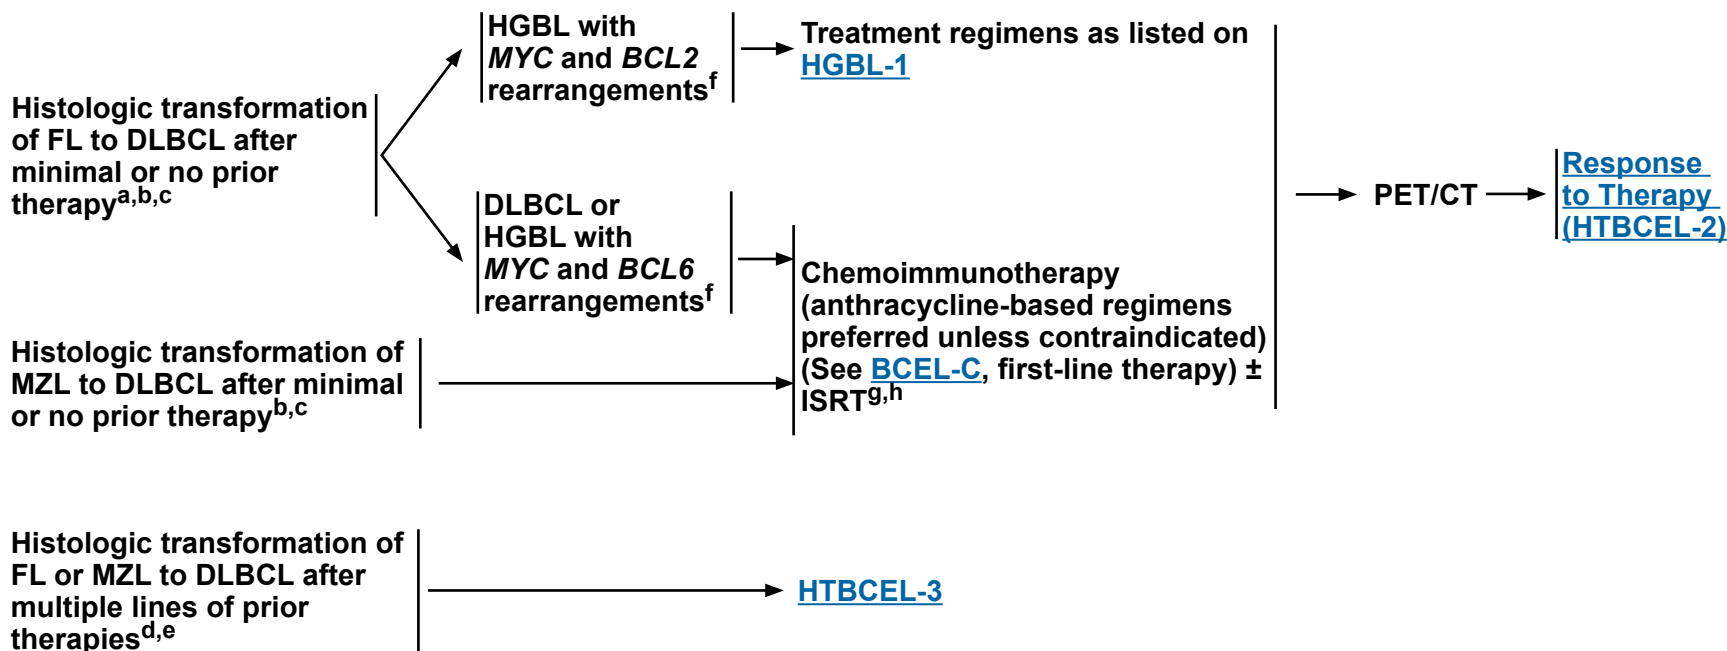 Histologic transformation
of FL to DLBCL after
minimal or no prior
therapya,b,c
HGBL with
MYC and BCL2
rearrangementsf
Treatment regimens as listed on
HGBL-1
DLBCL or
HGBL with
MYC and BCL6
rearrangementsf
Histologic transformation of
MZL to DLBCL after minimal
or no prior therapyb,c
Chemoimmunotherapy
(anthracycline-based regimens
preferred unless contraindicated)
(See BCEL-C, first-line therapy) ±
ISRTg,h
PET/CT
Response
to Therapy
(HTBCEL-2)
Histologic transformation of
FL or MZL to DLBCL after
multiple lines of prior
therapiesd,e
HTBCEL-3